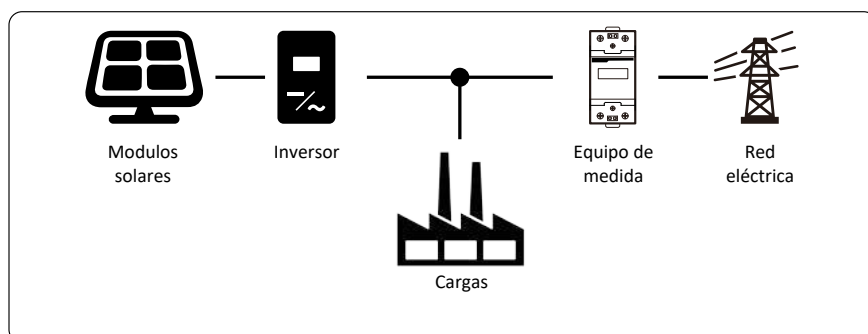 Modulos
solares
Inversor
Equipo de
medida
Red
eléctrica
Cargas